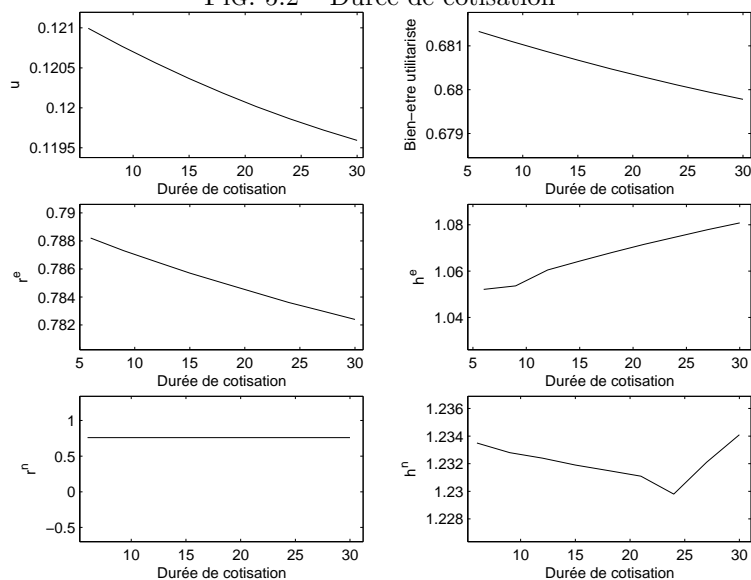 FIG. 3.2 – Durée de cotisation
0.121
0.1205
0.12
0.1195
u
10 15 20 25 30
Durée de cotisation
0.681
0.68
0.679
Bien−etre utilitariste
5 10 15 20 25 30
Durée de cotisation
0.79
0.788
0.786
0.784
0.782
r^e
5 10 15 20 25 30
Durée de cotisation
1.08
1.06
1.04
h^e
5 10 15 20 25 30
Durée de cotisation
1
0.5
0
−0.5
r^n
10 15 20 25 30
Durée de cotisation
1.236
1.234
1.232
1.23
1.228
h^n
10 15 20 25 30
Durée de cotisation